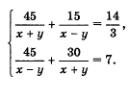 { 45/(x + y) + 15/(x − y) = 14/3,
45/(x − y) + 30/(x + y) = 7.